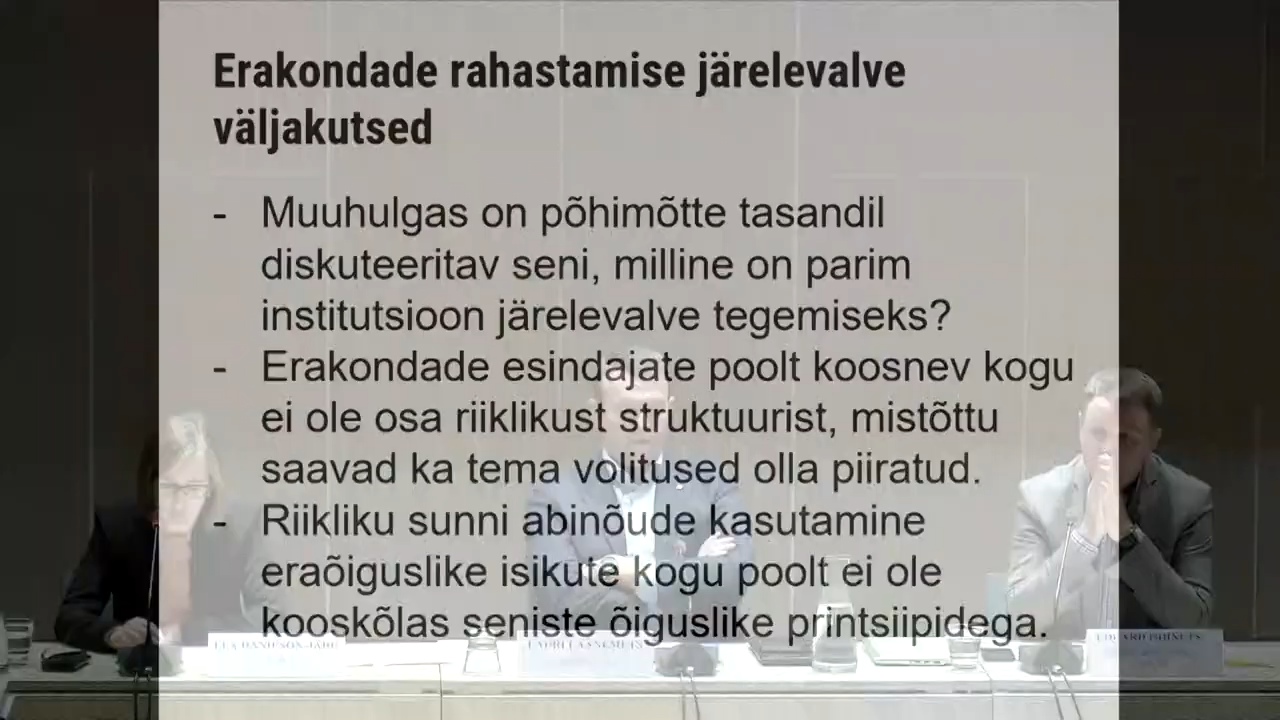 Erakondade rahastamise järelevalve
väljakutsed
- Muuhulgas on põhimõtte tasandil
diskuteeritav seni, milline on parim
institutsioon järelevalve tegemiseks?
- Erakondade esindajate poolt koosnev kogu
ei ole osa riiklikust struktuurist, mistõttu
saavad ka tema volitused olla piiratud.
- Riikliku sunni abinõude kasutamine
eraõiguslike isikute kogu poolt ei ole
kooskõlas seniste õiguslike printsiipidega.